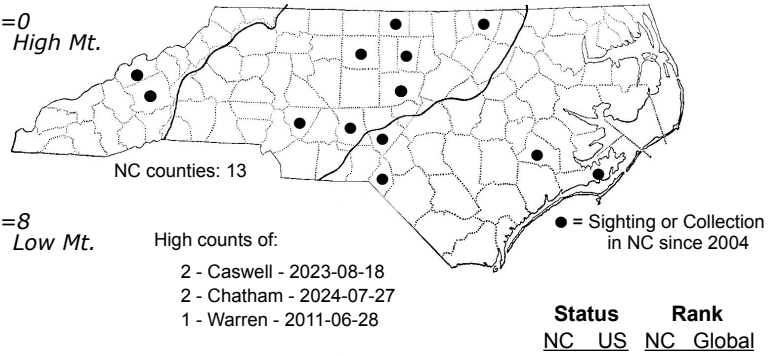 =0
High Mt.
NC counties: 13
=8
Low Mt.
High counts of:
2 - Caswell - 2023-08-18
2 - Chatham - 2024-07-27
1 - Warren - 2011-06-28
● = Sighting or Collection
in NC since 2004
Status Rank
NC US NC Global